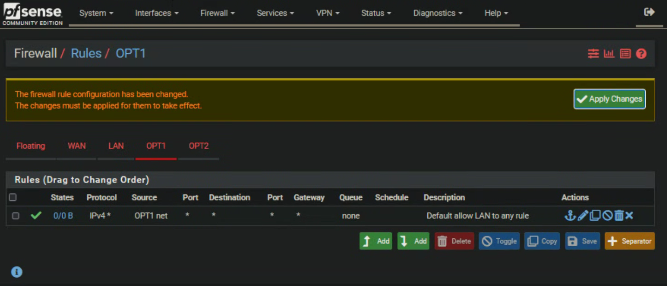 pfsense
COMMUNITY EDITION
System Interfaces Firewall Services VPN Status Diagnostics Help
Firewall / Rules / OPT1
The firewall rule configuration has been changed.
The changes must be applied for them to take effect.
Apply Changes
Floating WAN LAN OPT1 OPT2
Rules (Drag to Change Order)
States Protocol Source Port Destination Port Gateway Queue Schedule Description Actions
0/0 B IPv4 * OPT1 net * * * * none Default allow LAN to any rule
Add Add Delete Toggle Copy Save Separator